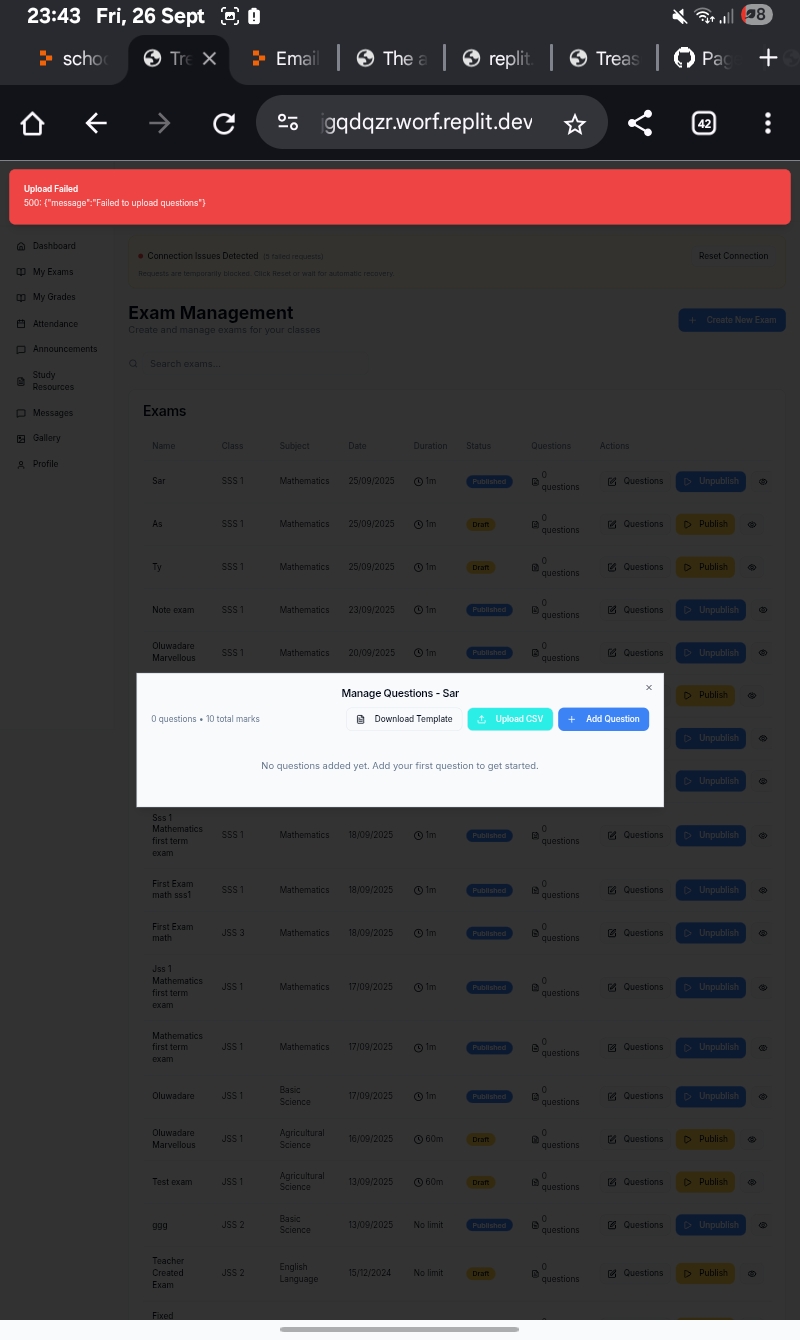 23:43 Fri, 26 Sept 98
schoo Tre Email The a replit. Treas Pag
jgqdqzr.worf.replit.dev 42
Upload Failed
500: {"message":"Failed to upload questions"}
Dashboard
My Exams
My Grades
Attendance
Announcements
Study
Resources
Messages
Gallery
Profile
Connection Issues Detected (5 failed requests)
Reset Connection
Requests are temporarily blocked. Click Reset or wait for automatic recovery.
Exam Management
Create and manage exams for your classes
Create New Exam
Search exams...
Exams
Name Class Subject Date Duration Status Questions Actions
Sar SSS 1 Mathematics 25/09/2025 1m Published 0 questions Questions Unpublish
As SSS 1 Mathematics 25/09/2025 1m Draft 0 questions Questions Publish
Ty SSS 1 Mathematics 25/09/2025 1m Draft 0 questions Questions Publish
Note exam SSS 1 Mathematics 23/09/2025 1m Published 0 questions Questions Unpublish
Oluwadare Marvellous SSS 1 Mathematics 20/09/2025 1m Published 0 questions Questions Unpublish
Publish
Unpublish
Unpublish
Manage Questions - Sar
0 questions • 10 total marks
Download Template
Upload CSV
Add Question
No questions added yet. Add your first question to get started.
Sss 1 Mathematics first term exam SSS 1 Mathematics 18/09/2025 1m Published 0 questions Questions Unpublish
First Exam math sss1 SSS 1 Mathematics 18/09/2025 1m Published 0 questions Questions Unpublish
First Exam math JSS 3 Mathematics 18/09/2025 1m Published 0 questions Questions Unpublish
Jss 1 Mathematics first term exam JSS 1 Mathematics 17/09/2025 1m Published 0 questions Questions Unpublish
Mathematics first term exam JSS 1 Mathematics 17/09/2025 1m Published 0 questions Questions Unpublish
Oluwadare JSS 1 Basic Science 17/09/2025 1m Published 0 questions Questions Unpublish
Oluwadare Marvellous JSS 1 Agricultural Science 16/09/2025 60m Draft 0 questions Questions Publish
Test exam JSS 1 Agricultural Science 13/09/2025 60m Draft 0 questions Questions Publish
ggg JSS 2 Basic Science 13/09/2025 No limit Published 0 questions Questions Unpublish
Teacher Created Exam JSS 2 English Language 15/12/2024 No limit Draft 0 questions Questions Publish
Fixed